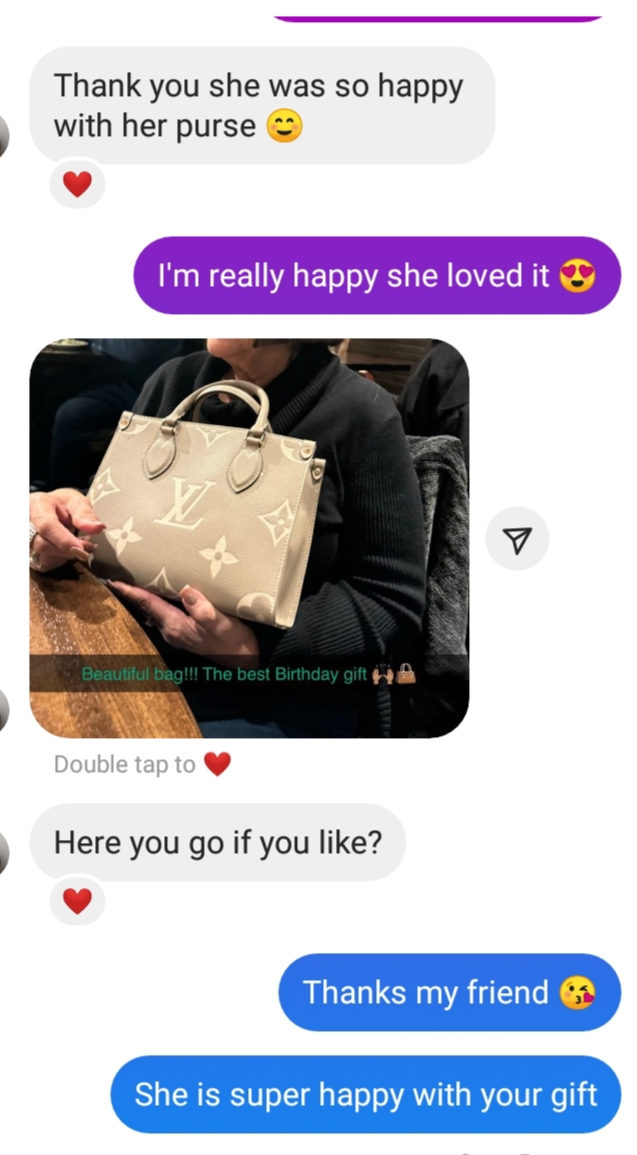 Thank you she was so happy
with her purse 😊
❤️
I'm really happy she loved it 😍
LV
Beautiful bag!!! The best Birthday gift 🙌🏼👜
Double tap to ❤️
Here you go if you like?
❤️
Thanks my friend 😘
She is super happy with your gift